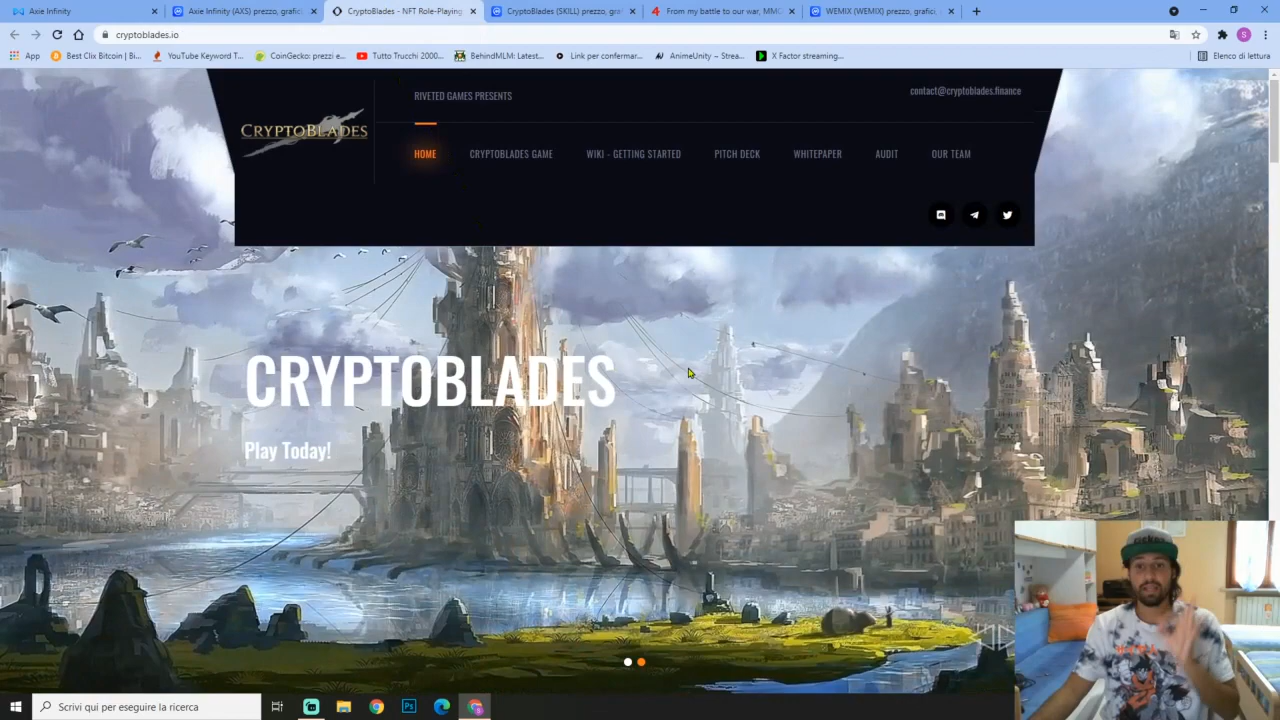 Axie Infinity
Axie Infinity (AXS) prezzo, grafici,
CryptoBlades - NFT Role-Playing
CryptoBlades (SKILL) prezzo, gra
From my battle to our war, MMO
WEMIX (WEMIX) prezzo, grafici,
cryptoblades.io
S
App
Best Clix Bitcoin | Bi...
YouTube Keyword T...
CoinGecko: prezzi e...
Tutto Trucchi 2000...
BehindMLM: Latest...
Link per confermar...
AnimeUnity ~ Strea...
X Factor streaming...
Elenco di lettura
RIVETED GAMES PRESENTS
contact@cryptoblades.finance
CRYPTOBLADES
HOME
CRYPTOBLADES GAME
WIKI - GETTING STARTED
PITCH DECK
WHITEPAPER
AUDIT
OUR TEAM
CRYPTOBLADES
Play Today!
Scrivi qui per eseguire la ricerca
Ps